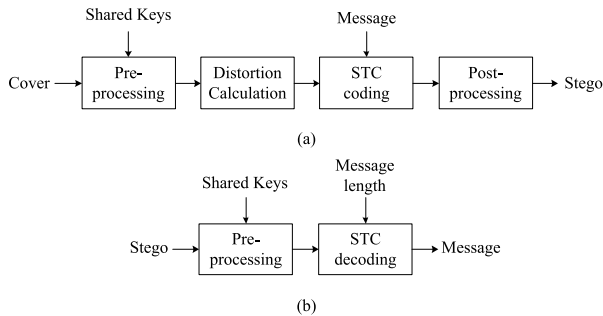 Shared Keys
Message
Cover
Pre-
processing
Distortion
Calculation
STC
coding
Post-
processing
Stego
(a)
Shared Keys
Message
length
Stego
Pre-
processing
STC
decoding
Message
(b)